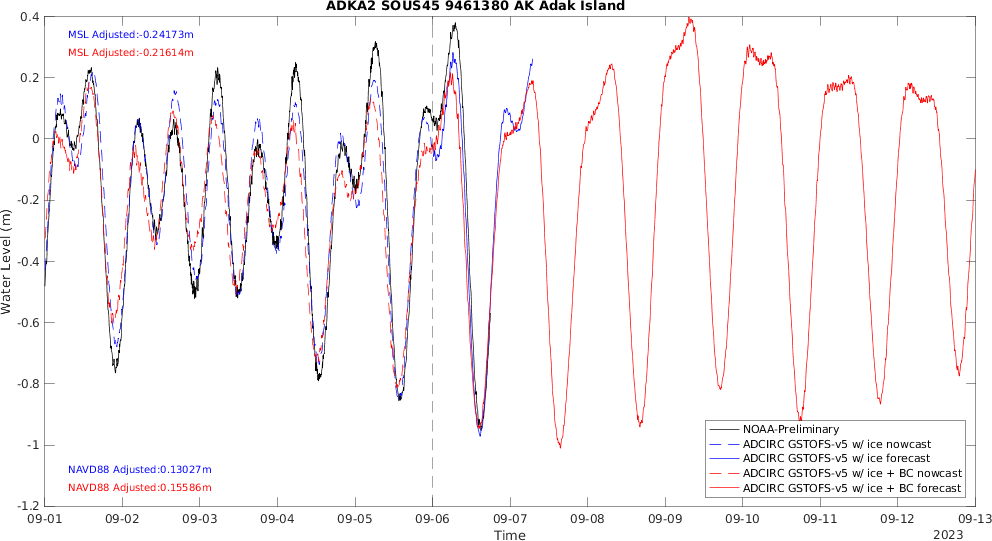 ADKA2 SOUS45 9461380 AK Adak Island
0.4
0.2
0
-0.2
-0.4
-0.6
-0.8
-1
-1.2
Water Level (m)
MSL Adjusted:-0.24173m
MSL Adjusted:-0.21614m
NAVD88 Adjusted:0.13027m
NAVD88 Adjusted:0.15586m
NOAA-Preliminary
ADCIRC GSTOFS-v5 w/ ice nowcast
ADCIRC GSTOFS-v5 w/ ice forecast
ADCIRC GSTOFS-v5 w/ ice + BC nowcast
ADCIRC GSTOFS-v5 w/ ice + BC forecast
09-01 09-02 09-03 09-04 09-05 09-06 09-07 09-08 09-09 09-10 09-11 09-12 09-13
Time
2023